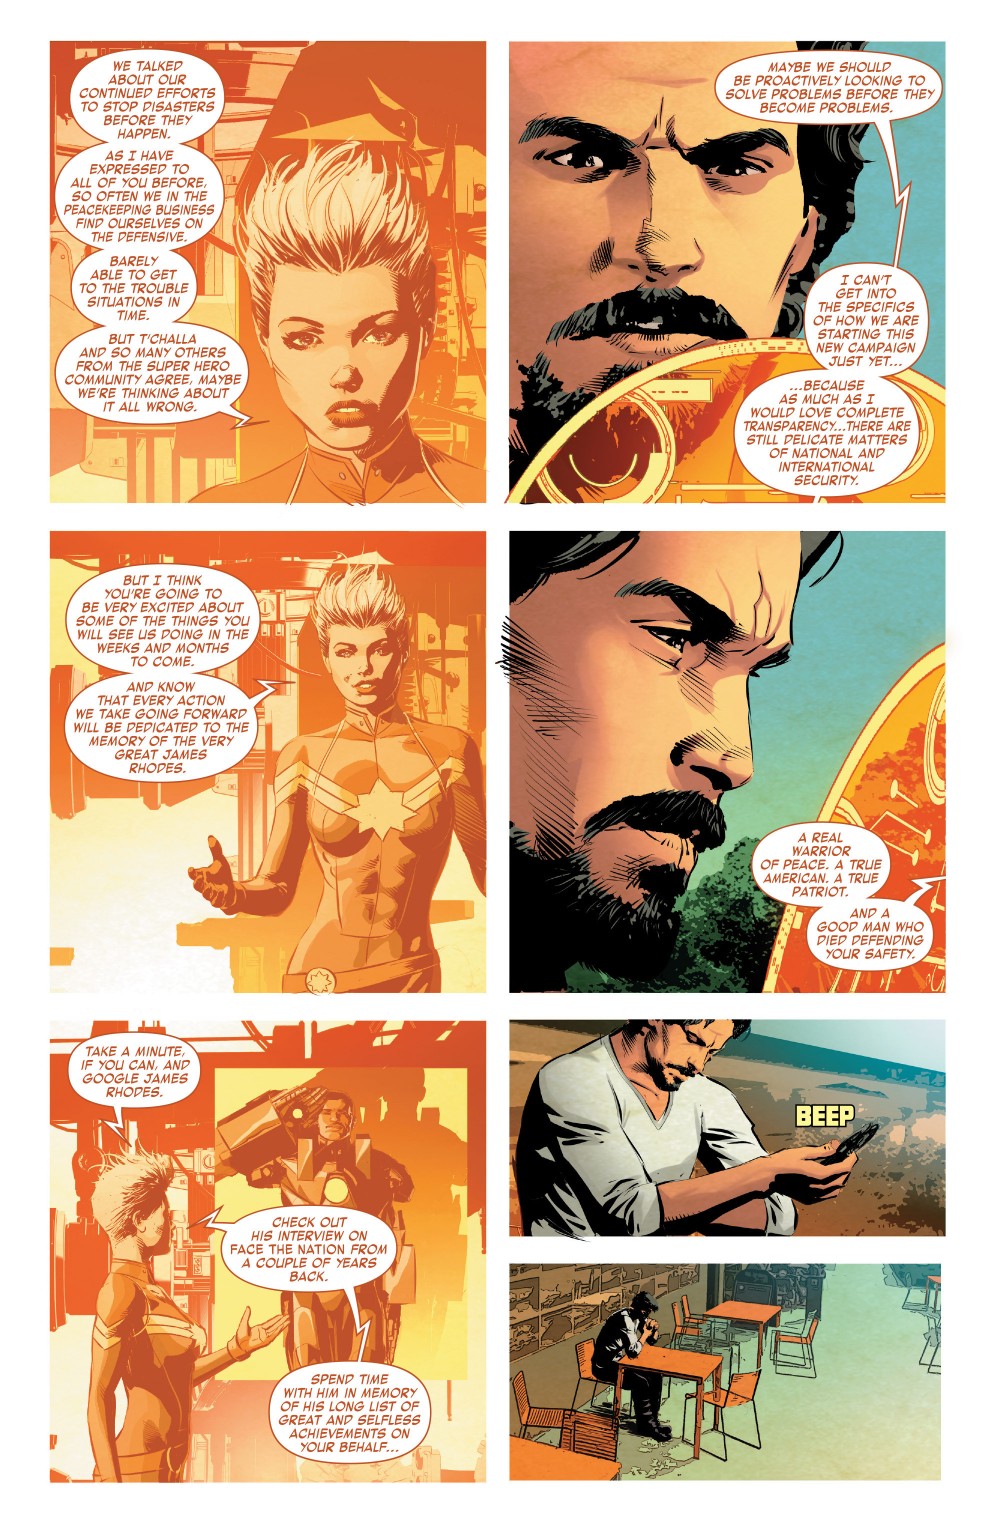 WE TALKED
ABOUT OUR
CONTINUED EFFORTS
TO STOP DISASTERS
BEFORE THEY
HAPPEN.
AS I HAVE
EXPRESSED TO
ALL OF YOU BEFORE,
SO OFTEN WE IN THE
PEACEKEEPING BUSINESS
FIND OURSELVES ON
THE DEFENSIVE.
BARELY
ABLE TO GET
TO THE TROUBLE
SITUATIONS IN
TIME.
BUT T'CHALLA
AND SO MANY OTHERS
FROM THE SUPER HERO
COMMUNITY AGREE, MAYBE
WE'RE THINKING ABOUT
IT ALL WRONG.
MAYBE WE SHOULD
BE PROACTIVELY LOOKING TO
SOLVE PROBLEMS BEFORE THEY
BECOME PROBLEMS.
I CAN'T
GET INTO
THE SPECIFICS
OF HOW WE ARE
STARTING THIS
NEW CAMPAIGN
JUST YET...
...BECAUSE
AS MUCH AS I
WOULD LOVE COMPLETE
TRANSPARENCY...THERE ARE
STILL DELICATE MATTERS
OF NATIONAL AND
INTERNATIONAL
SECURITY.
BUT I THINK
YOU'RE GOING TO
BE VERY EXCITED ABOUT
SOME OF THE THINGS YOU
WILL SEE US DOING IN THE
WEEKS AND MONTHS
TO COME.
AND KNOW
THAT EVERY ACTION
WE TAKE GOING FORWARD
WILL BE DEDICATED TO THE
MEMORY OF THE VERY
GREAT JAMES
RHODES.
A REAL
WARRIOR
OF PEACE. A TRUE
AMERICAN. A TRUE
PATRIOT.
AND A
GOOD MAN WHO
DIED DEFENDING
YOUR SAFETY.
TAKE A MINUTE,
IF YOU CAN, AND
GOOGLE JAMES
RHODES.
CHECK OUT
HIS INTERVIEW ON
FACE THE NATION FROM
A COUPLE OF YEARS
BACK.
SPEND TIME
WITH HIM IN MEMORY
OF HIS LONG LIST OF
GREAT AND SELFLESS
ACHIEVEMENTS ON
YOUR BEHALF...
BEEP